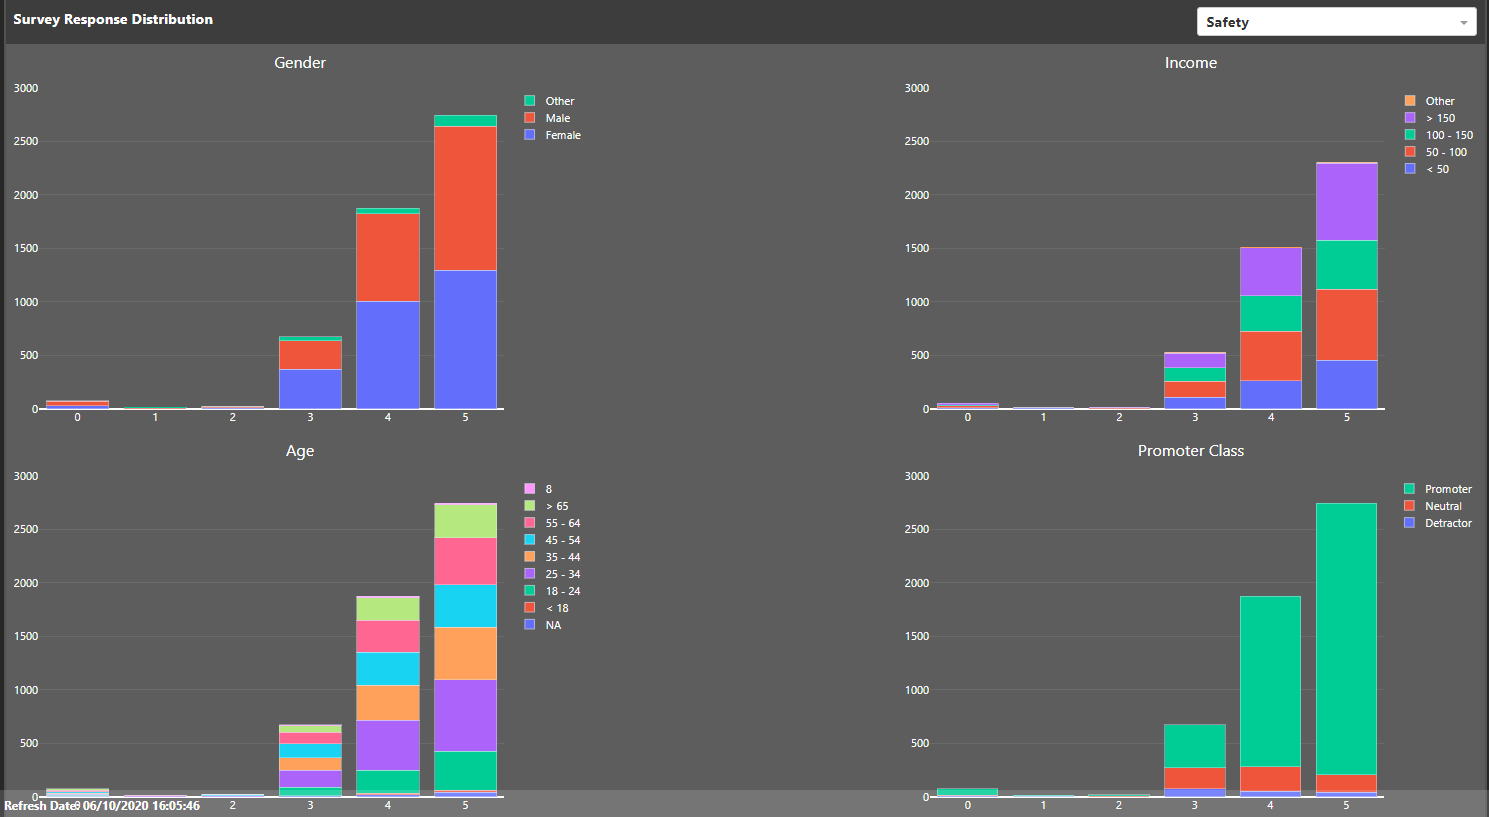 Survey Response Distribution
Safety
Gender
3000
2500
2000
1500
1000
500
0
0 1 2 3 4 5
Other
Male
Female
Income
3000
2500
2000
1500
1000
500
0
0 1 2 3 4 5
Other
> 150
100 - 150
50 - 100
< 50
Age
3000
2500
2000
1500
1000
500
0
0 1 2 3 4 5
8
> 65
55 - 64
45 - 54
35 - 44
25 - 34
18 - 24
< 18
NA
Promoter Class
3000
2500
2000
1500
1000
500
0
0 1 2 3 4 5
Promoter
Neutral
Detractor
Refresh Date: 06/10/2020 16:05:46